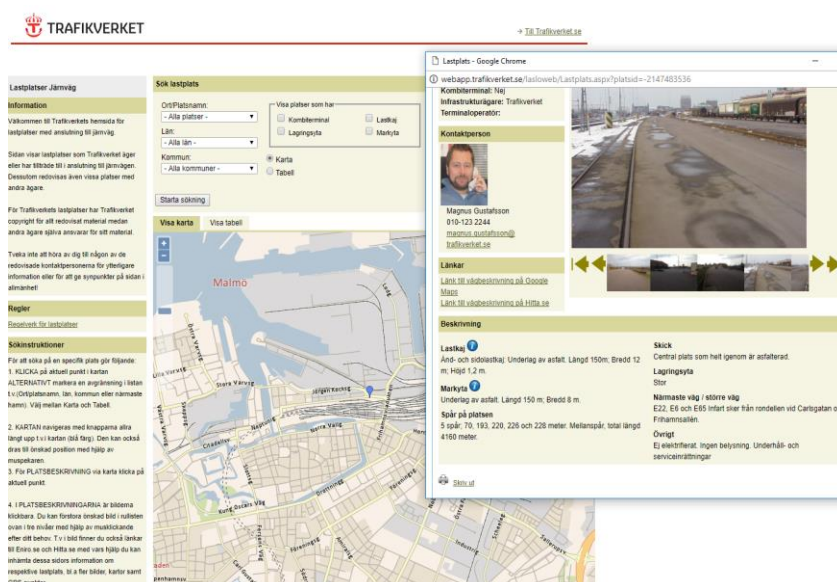 TRAFIKVERKET
→ Till Trafikverket.se
Lastplatser Järnväg
Information
Välkommen till Trafikverkets hemsida för
lastplatser med anslutning till järnväg.
Sidan visar lastplatser som Trafikverket äger
eller har tillträde till i anslutning till järnvägen.
Dessutom redovisas även vissa platser med
andra ägare.
För Trafikverkets lastplatser har Trafikverket
copyright för allt redovisat material medan
andra ägare själva ansvarar för sitt material.
Tveka inte att höra av dig till någon av de
redovisade kontaktpersonerna för ytterligare
information eller för att ge synpunkter på sidan i
allmänhet!
Regler
Regelverk för lastplatser
Sökinstruktioner
För att söka på en specifik plats gör följande:
1. KLICKA på aktuell punkt i kartan
ALTERNATIVT markera en avgränsning i listan
t.v.(Ort/platsnamn, län, kommun eller närmaste
hamn). Välj mellan Karta och Tabell.
2. KARTAN navigeras med knapparna allra
längt upp t.v i kartan (blå färg). Den kan också
dras till önskad position med hjälp av
muspekaren.
3. För PLATSBESKRIVNING via karta klicka på
aktuell punkt.
4. I PLATSBESKRIVNINGARNA är bilderna
klickbara. Du kan förstora önskad bild i rullisten
ovan i tre nivåer med hjälp av musklickande
efter ditt behov. T.v i bild finner du också länkar
till Eniro.se och Hitta.se med vars hjälp du kan
inhämta dessa sidors information om
respektive lastplats, bl a fler bilder, kartor samt
Sök lastplats
Ort/Platsnamn:
- Alla platser -
Län:
- Alla län -
Kommun:
- Alla kommuner -
Visa platser som har
Kombiterminal
Lastkaj
Lagringsyta
Markyta
Karta
Tabell
Starta sökning
Visa karta
Visa tabell
Malmö
Stora Varvsg
Jörgen Kocksg
Neptunig
Citadellsv
Kung Oscars Väg
Drottningg
Föreningsg
Industrig
Lastplats - Google Chrome
webapp.trafikverket.se/lasloweb/Lastplats.aspx?platsid=-2147483536
Kombiterminal: Nej
Infrastrukturägare: Trafikverket
Terminaloperatör:
Kontaktperson
Magnus Gustafsson
010-123 2244
magnus.gustafsson@
trafikverket.se
Länkar
Länk till vägbeskrivning på Google
Maps
Länk till vägbeskrivning på Hitta.se
Beskrivning
Lastkaj
Änd- och sidolastkaj: Underlag av asfalt. Längd 150m; Bredd 12
m; Höjd 1,2 m.
Markyta
Underlag av asfalt. Längd 150 m; Bredd 8 m.
Spår på platsen
5 spår; 70, 193, 220, 226 och 228 meter. Mellanspår, total längd
4160 meter.
Skick
Central plats som helt igenom är asfalterad.
Lagringsyta
Stor
Närmaste väg / större väg
E22, E6 och E65 Infart sker från rondellen vid Carlsgatan o
Frihamnsallén.
Övrigt
Ej elektrifierat. Ingen belysning. Underhåll- och
serviceinrättningar
Skriv ut